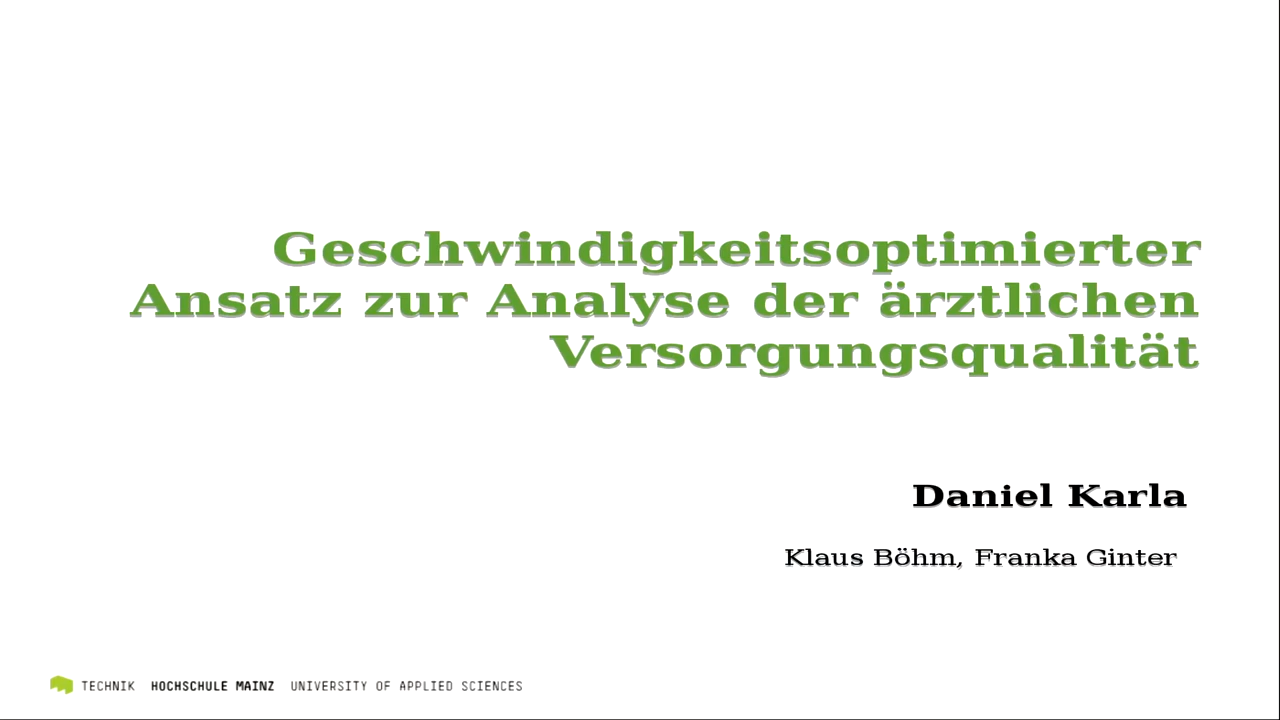 Geschwindigkeitsoptimierter
Ansatz zur Analyse der ärztlichen
Versorgungsqualität
Daniel Karla
Klaus Böhm, Franka Ginter
TECHNIK HOCHSCHULE MAINZ UNIVERSITY OF APPLIED SCIENCES